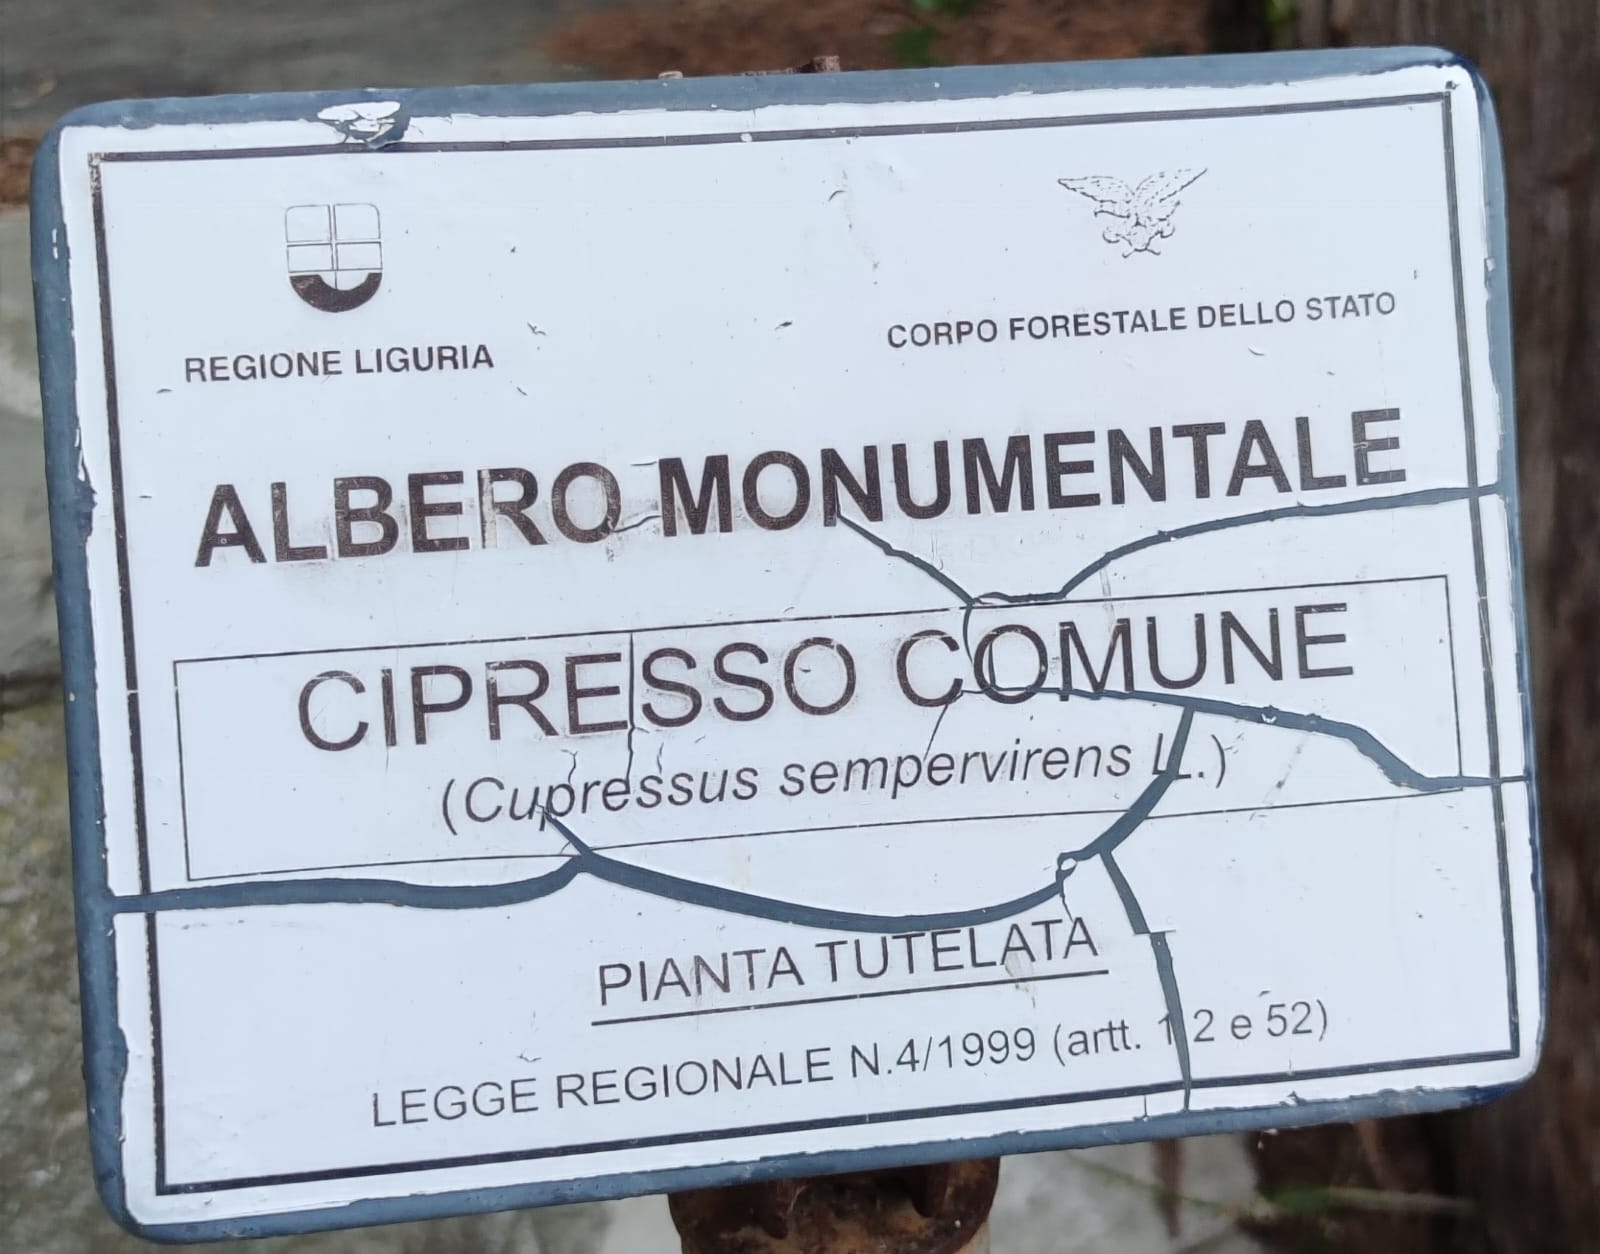 REGIONE LIGURIA
CORPO FORESTALE DELLO STATO
ALBERO MONUMENTALE
CIPRESSO COMUNE
(Cupressus sempervirens L.)
PIANTA TUTELATA
LEGGE REGIONALE N.4/1999 (artt. 12 e 52)